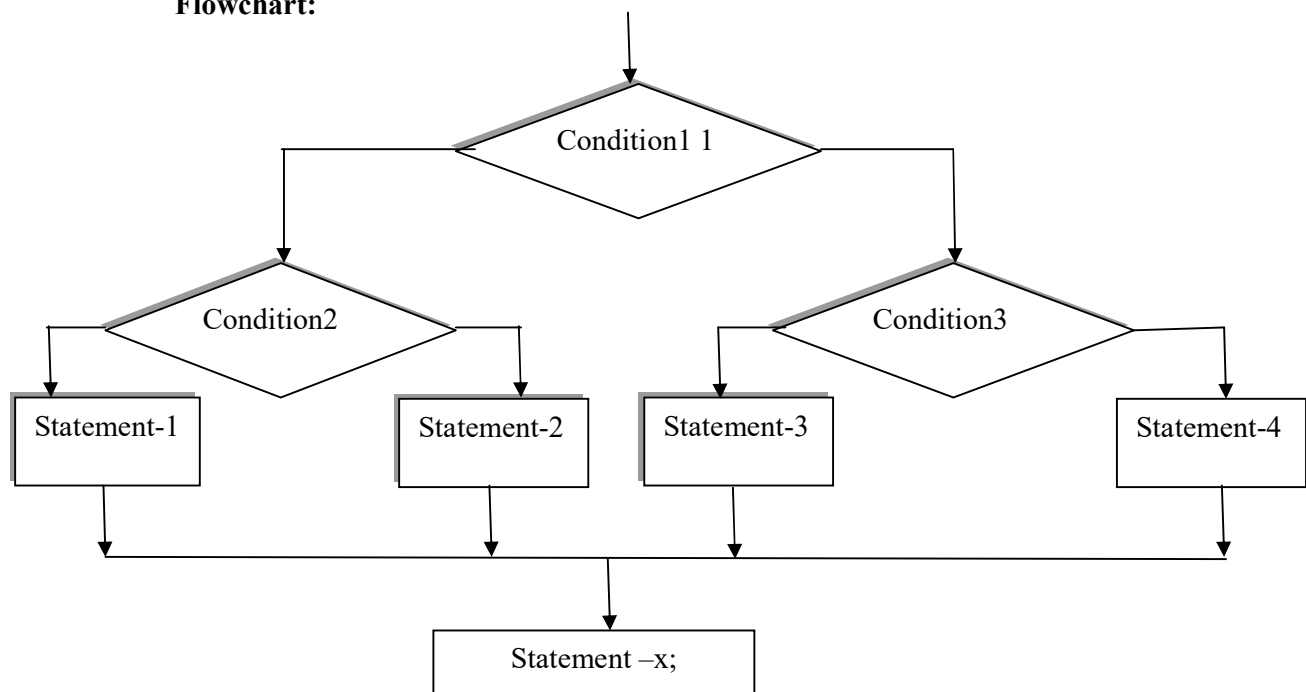 Flowchart:
Condition1 1
Condition2
Condition3
Statement-1
Statement-2
Statement-3
Statement-4
Statement –x;